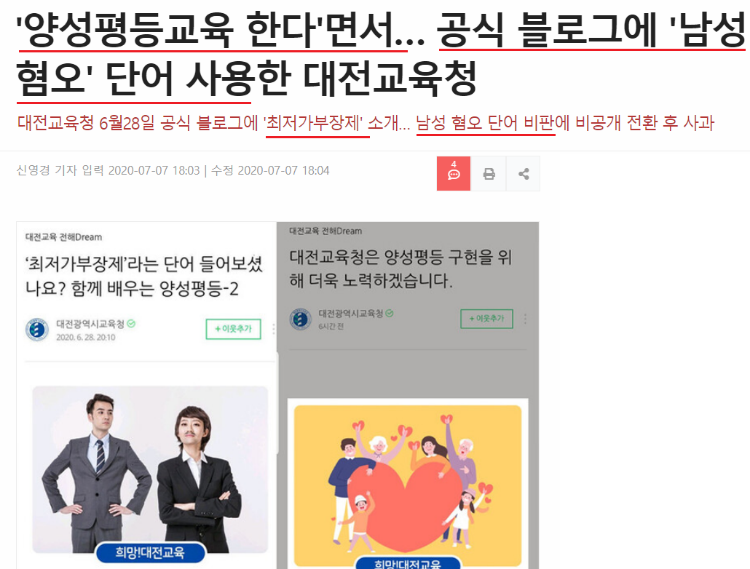 '양성평등교육 한다'면서... 공식 블로그에 '남성
혐오' 단어 사용한 대전교육청
대전교육청 6월28일 공식 블로그에 '최저가부장제' 소개... 남성 혐오 단어 비판에 비공개 전환 후 사과
신영경 기자 입력 2020-07-07 18:03 | 수정 2020-07-07 18:04
4
대전교육 전해Dream
'최저가부장제'라는 단어 들어보셨
나요? 함께 배우는 양성평등-2
대전광역시교육청
2020. 6. 28. 20:10
+이웃추가
희망!대전교육
대전교육 전해Dream
대전교육청은 양성평등 구현을 위
해 더욱 노력하겠습니다.
대전광역시교육청
6시간 전
+이웃추가
희망!대전교육